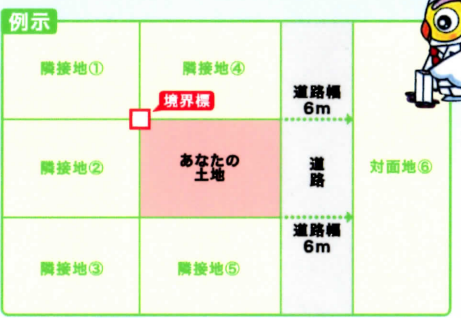 例示
隣接地①
隣接地④
道路幅
6m
境界標
隣接地②
あなたの
土地
道路
対面地⑥
道路幅
6m
隣接地③
隣接地⑤